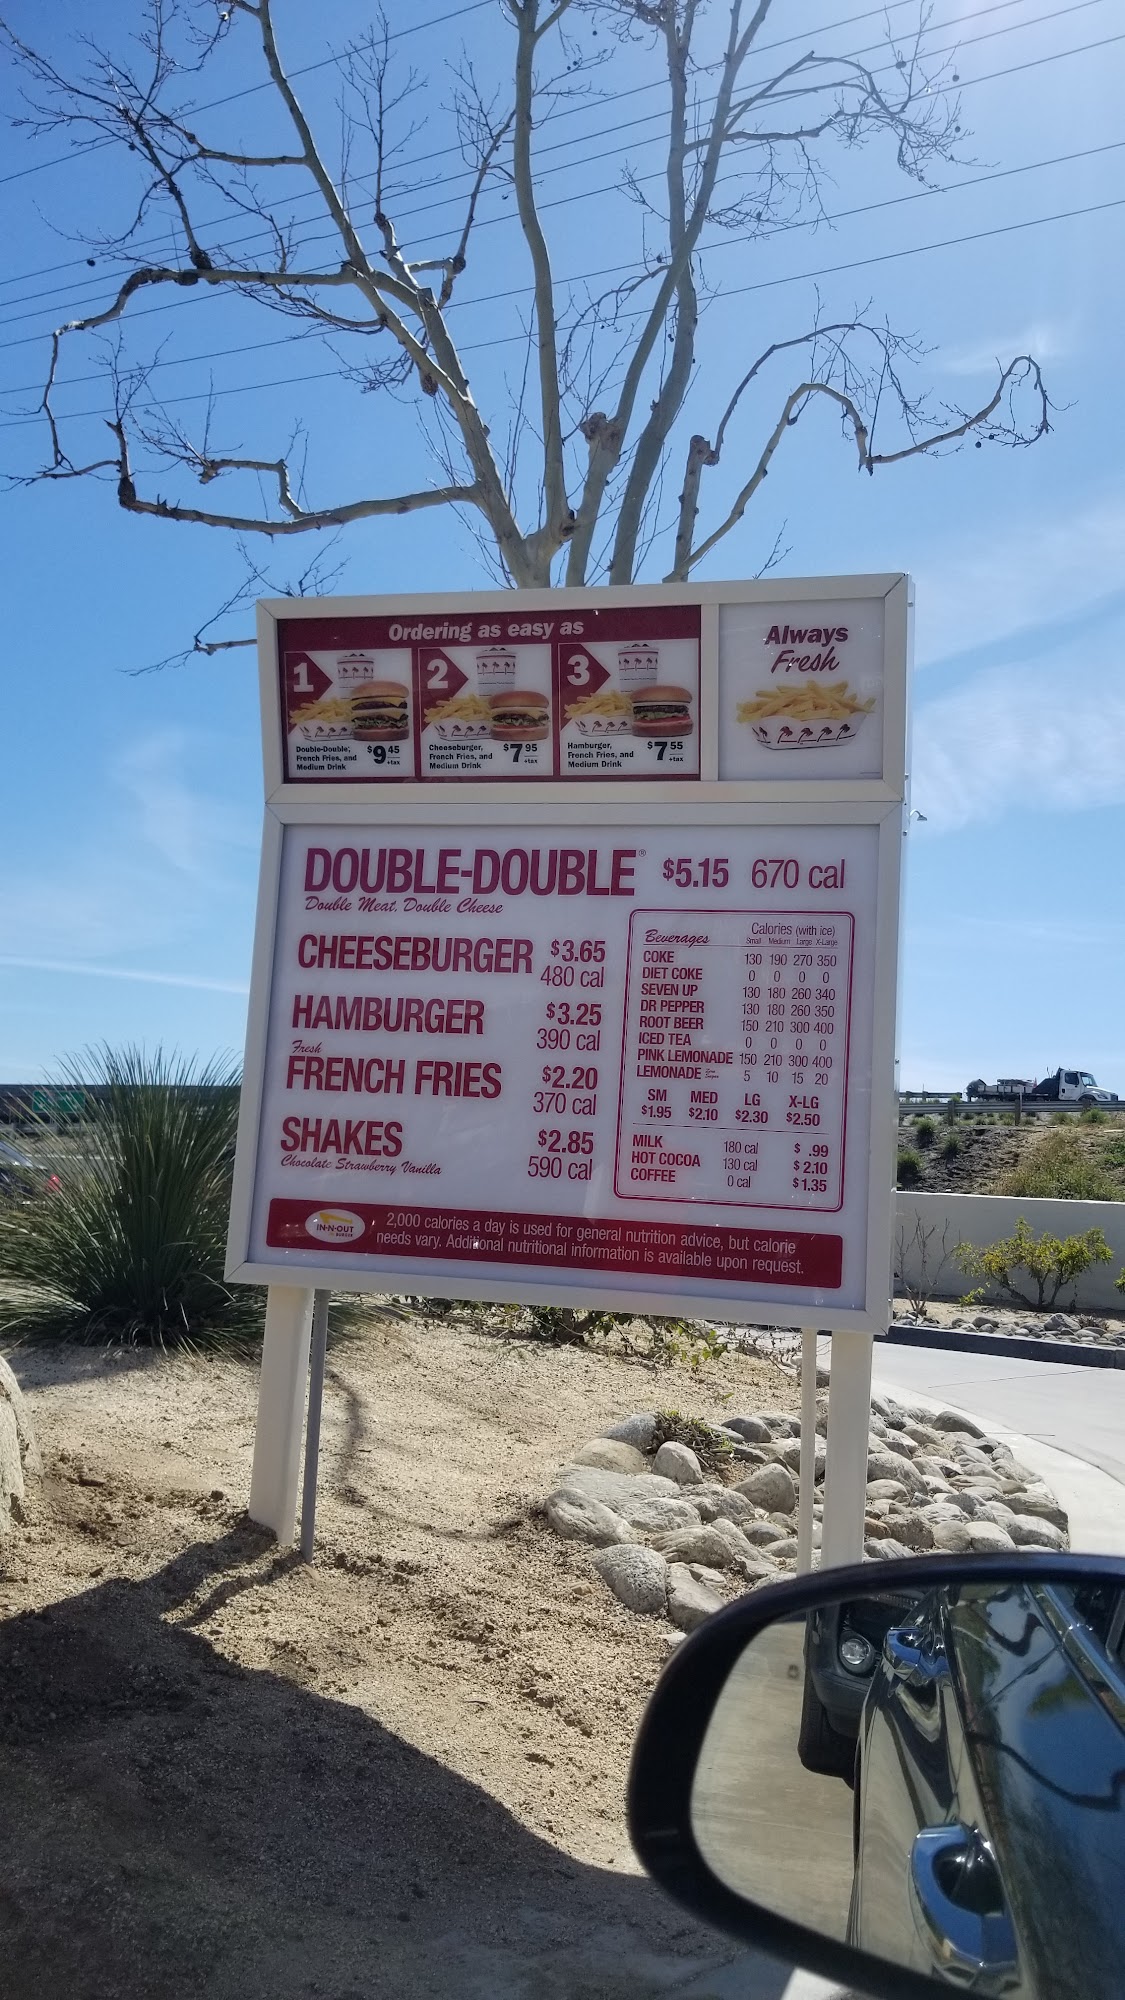 Ordering as easy as
1
Double-Double,
French Fries, and
Medium Drink
$9 45
+tax
2
Cheeseburger,
French Fries, and
Medium Drink
$7 95
+tax
3
Hamburger,
French Fries, and
Medium Drink
$7 55
+tax
Always
Fresh
DOUBLE-DOUBLE® $5.15 670 cal
Double Meat, Double Cheese
CHEESEBURGER $3.65
480 cal
HAMBURGER $3.25
390 cal
Fresh
FRENCH FRIES $2.20
370 cal
SHAKES $2.85
Chocolate Strawberry Vanilla 590 cal
Beverages Calories (with ice)
Small Medium Large X-Large
COKE 130 190 270 350
DIET COKE 0 0 0 0
SEVEN UP 130 180 260 340
DR PEPPER 130 180 260 350
ROOT BEER 150 210 300 400
ICED TEA 0 0 0 0
PINK LEMONADE 150 210 300 400
LEMONADE 5 10 15 20
SM MED LG X-LG
$1.95 $2.10 $2.30 $2.50
MILK 180 cal $ .99
HOT COCOA 130 cal $ 2.10
COFFEE 0 cal $ 1.35
IN-N-OUT
BURGER
2,000 calories a day is used for general nutrition advice, but calorie
needs vary. Additional nutritional information is available upon request.